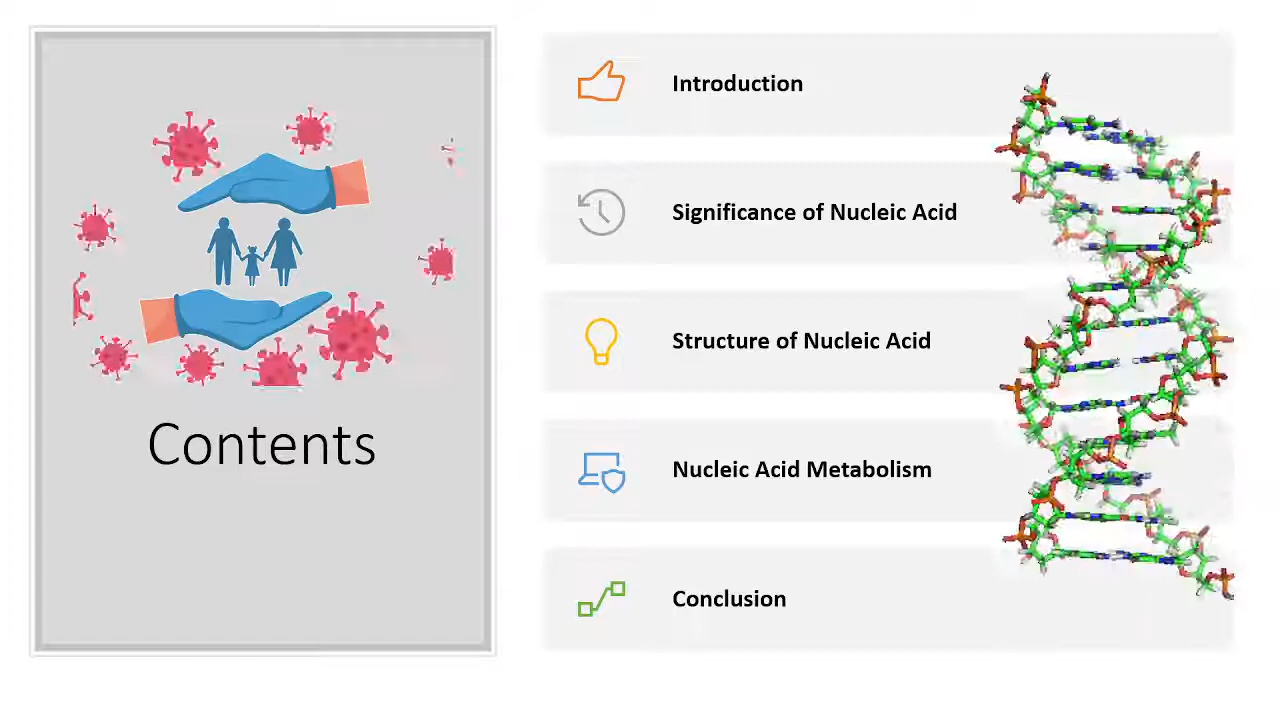 Contents
Introduction
Significance of Nucleic Acid
Structure of Nucleic Acid
Nucleic Acid Metabolism
Conclusion